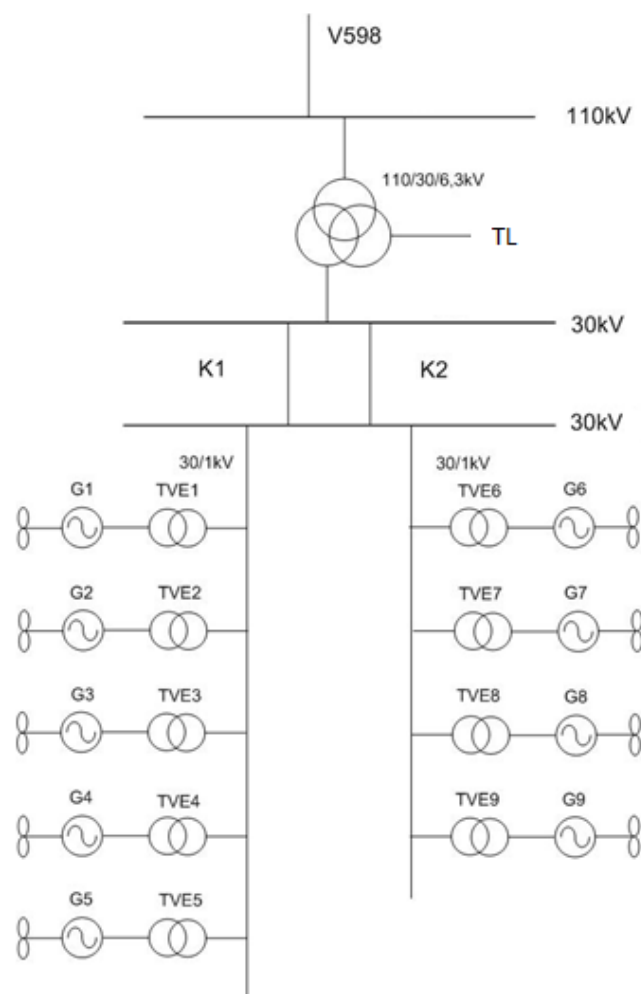 V598
110kV
110/30/6,3kV
TL
30kV
K1 K2
30kV
30/1kV 30/1kV
G1 TVE1 TVE6 G6
G2 TVE2 TVE7 G7
G3 TVE3 TVE8 G8
G4 TVE4 TVE9 G9
G5 TVE5